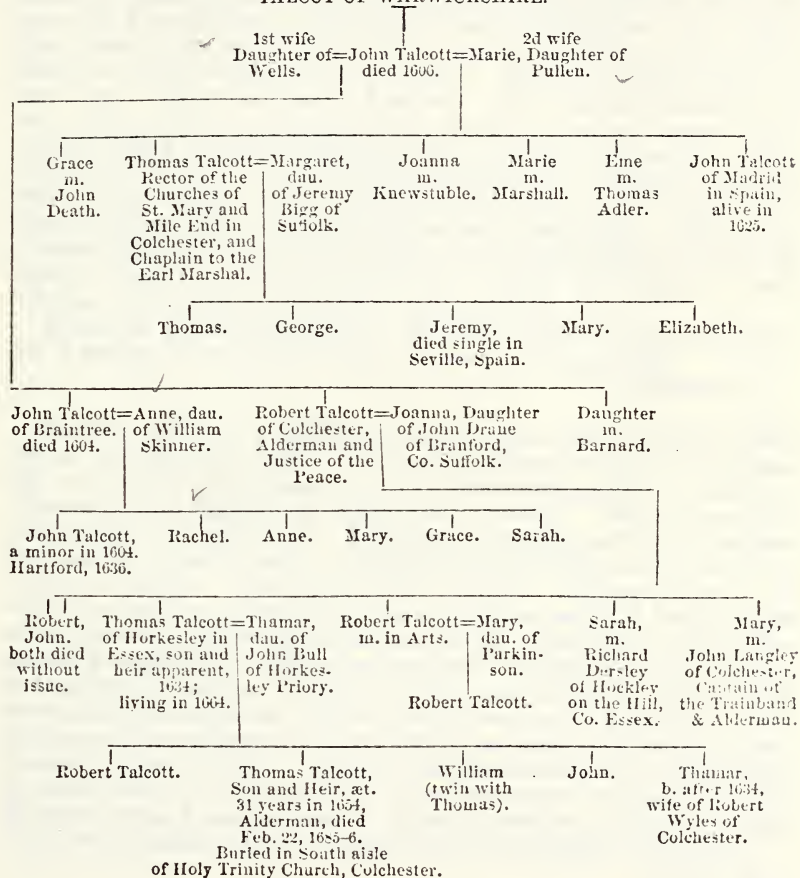 1st wife
2d wife
Daughter of=John Talcott=Marie, Daughter of
Wells.
died 1606.
Pullen.
Grace
m.
John
Death.
Thomas Talcott=Margaret,
Rector of the
Churches of
St. Mary and
Mile End in
Colchester, and
Chaplain to the
Earl Marshal.
dau.
of Jeremy
Bigg of
Suffolk.
Joanna
m.
Knewstuble.
Marie
m.
Marshall.
Eme
m.
Thomas
Adler.
John Talcott
of Madrid
in Spain,
alive in
1625.
Thomas.
George.
Jeremy,
died single in
Seville, Spain.
Mary.
Elizabeth.
John Talcott=Anne, dau.
of Braintree.
died 1604.
of William
Skinner.
Robert Talcott=Joanna, Daughter
of Colchester,
Alderman and
Justice of the
Peace.
of John Drane
of Branford,
Co. Suffolk.
Daughter
m.
Barnard.
John Talcott,
a minor in 1604.
Hartford, 1636.
Rachel.
Anne.
Mary.
Grace.
Sarah.
Robert,
John.
both died
without
issue.
Thomas Talcott=Thamar,
of Horkesley in
Essex, son and
heir apparent,
1634;
living in 1664.
dau. of
John Bull
of Horkes-
ley Priory.
Robert Talcott=Mary,
m. in Arts.
dau. of
Parkin-
son.
Robert Talcott.
Sarah,
m.
Richard
Dersley
of Hockley
on the Hill,
Co. Essex.
Mary,
m.
John Langley
of Colchester,
Captain of
the Trainband
& Alderman.
Robert Talcott.
Thomas Talcott,
Son and Heir, æt.
31 years in 1654,
Alderman, died
Feb. 22, 1685-6.
Buried in South aisle
of Holy Trinity Church, Colchester.
William
(twin with
Thomas).
John.
Thamar,
b. after 1634,
wife of Robert
Wyles of
Colchester.